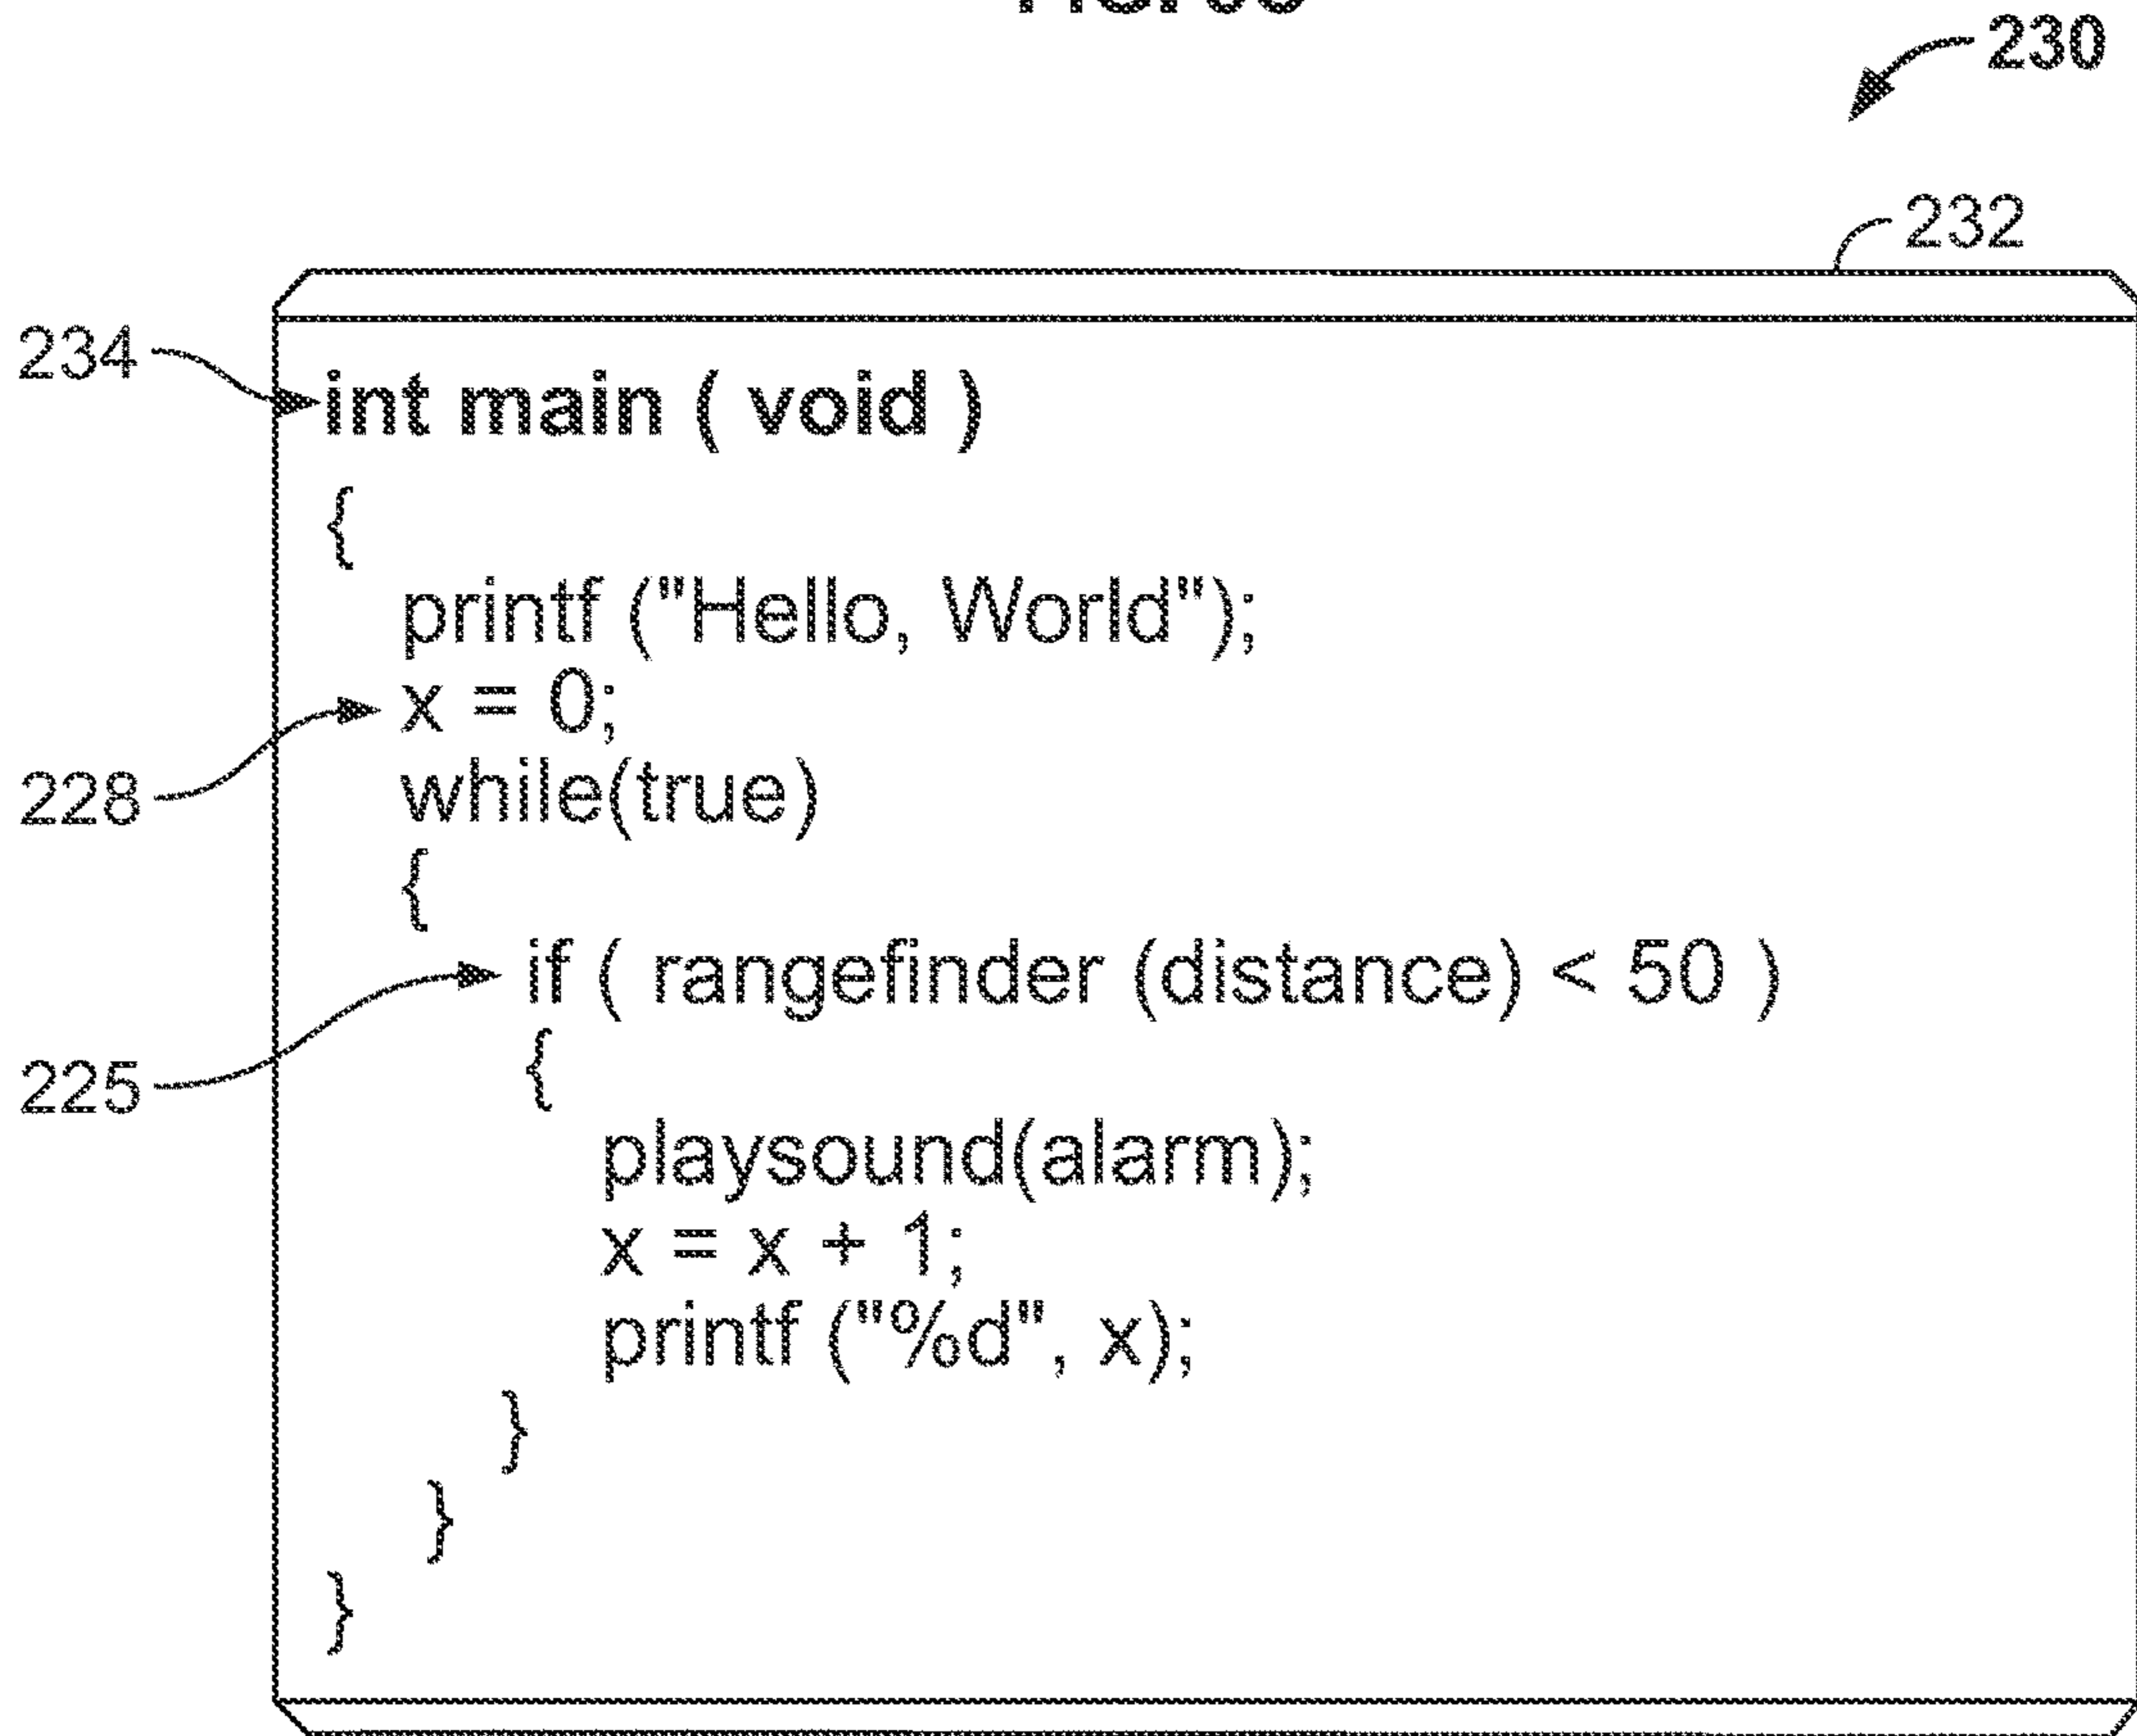 230
232
234
int main ( void )
{
printf ("Hello, World");
x = 0;
228
while(true)
{
if ( rangefinder (distance) < 50 )
225
{
playsound(alarm);
x = x + 1;
printf ("%d", x);
}
}
}